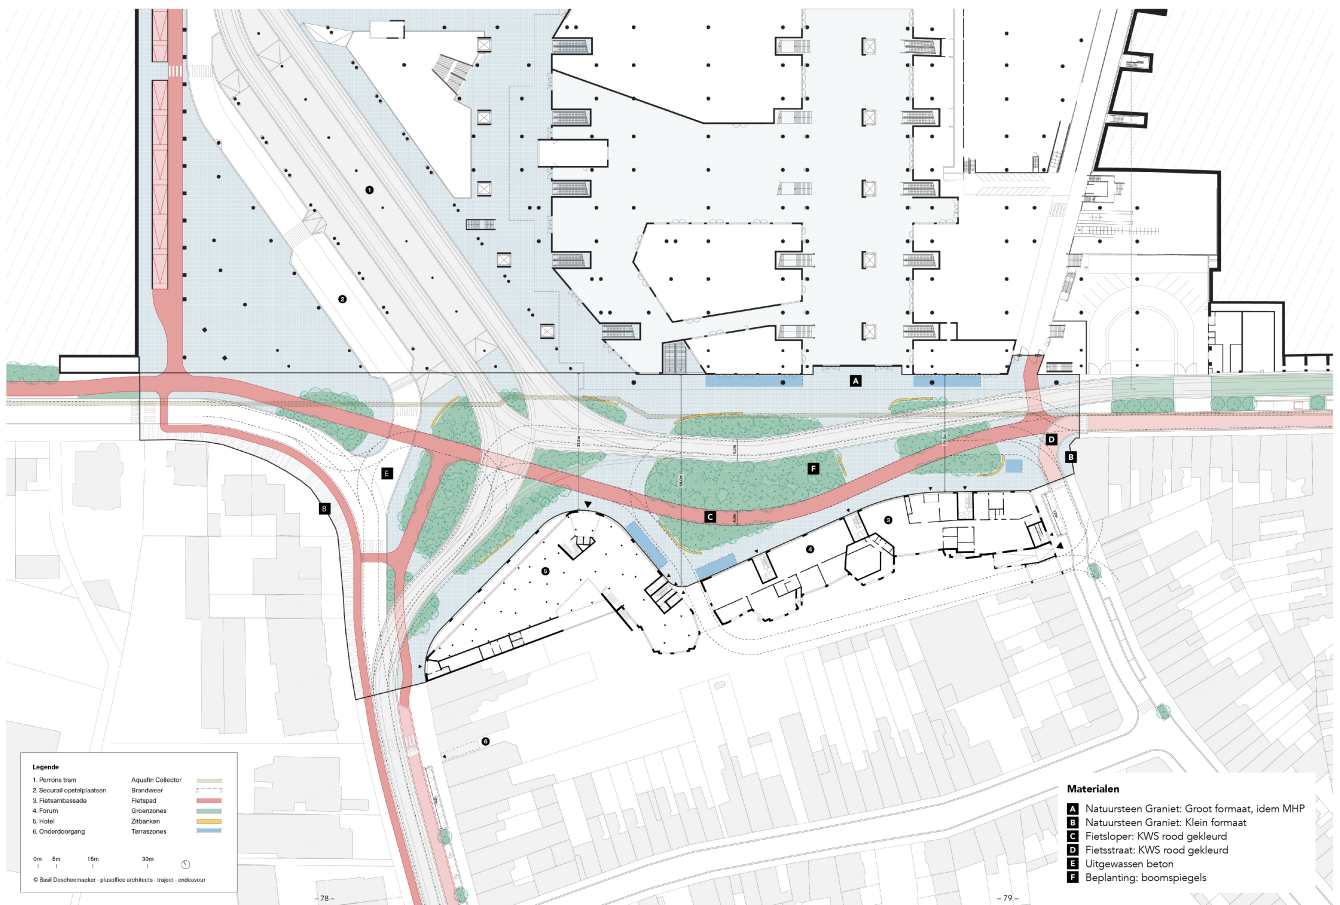 1
2
A
F
E
B
D
B
C
3
4
5
6
Legende
1. Perrons tram
2. Securail opstelplaatsen
3. Fietsambassade
4. Forum
5. Hotel
6. Onderdoorgang
Aquafin Collector
Brandweer
Fietspad
Groenzones
Zitbanken
Terraszones
0m 5m 15m 30m
© Basil Descheemaeker - plusoffice architects - traject - endeavour
Materialen
A Natuursteen Graniet: Groot formaat, idem MHP
B Natuursteen Graniet: Klein formaat
C Fietsloper: KWS rood gekleurd
D Fietsstraat: KWS rood gekleurd
E Uitgewassen beton
F Beplanting: boomspiegels
– 78 –
– 79 –